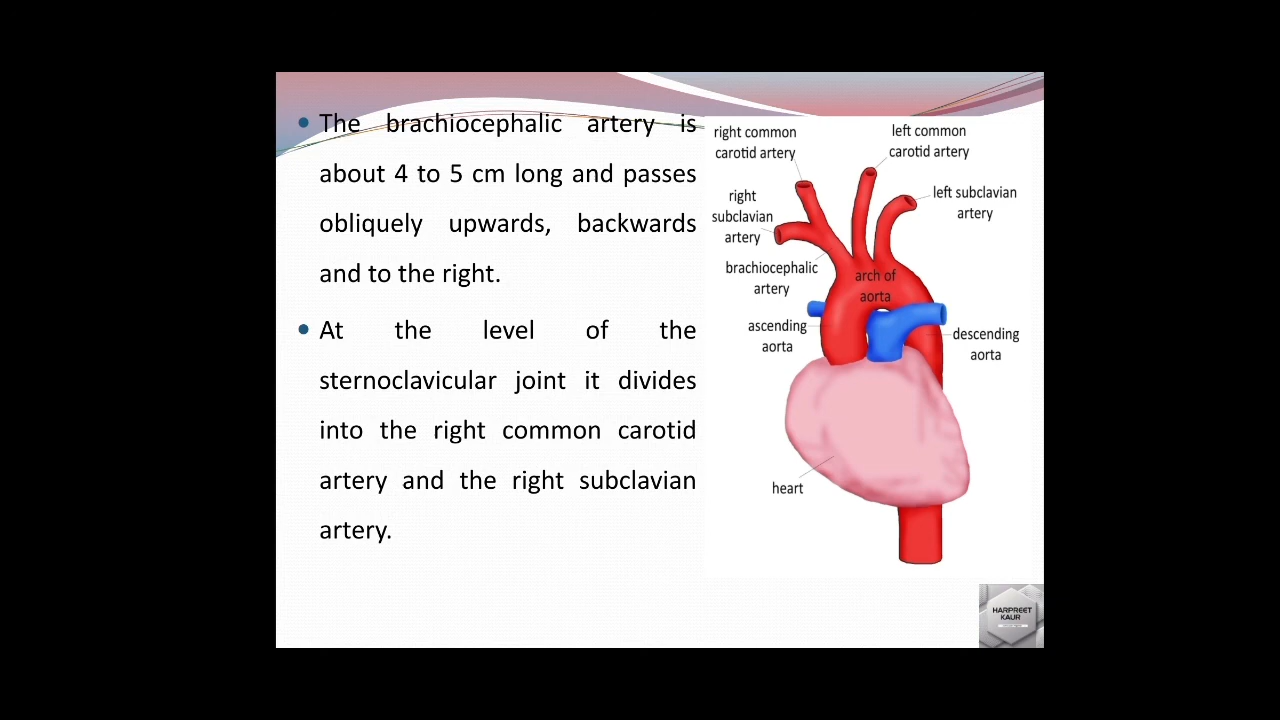 The brachiocephalic artery is
about 4 to 5 cm long and passes
obliquely upwards, backwards
and to the right.
At the level of the
sternoclavicular joint it divides
into the right common carotid
artery and the right subclavian
artery.
right common
carotid artery
left common
carotid artery
right
subclavian
artery
left subclavian
artery
brachiocephalic
artery
arch of
aorta
ascending
aorta
descending
aorta
heart
HARPREET
KAUR